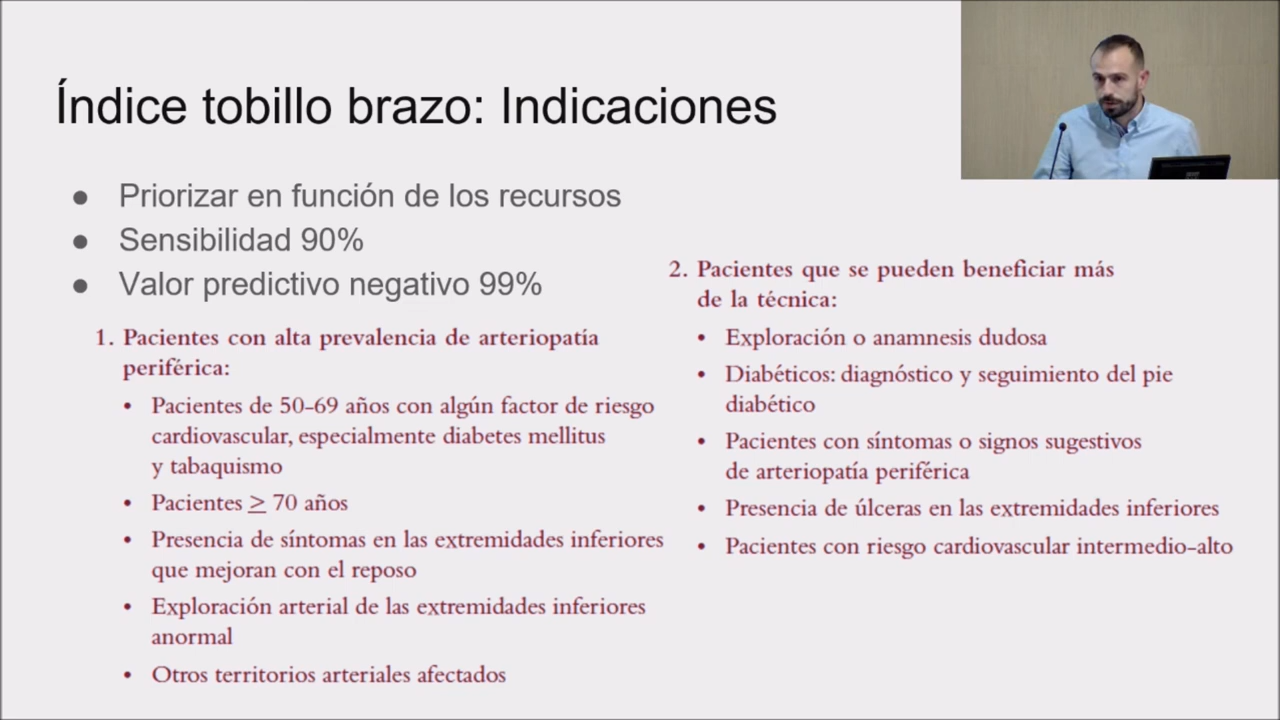 Índice tobillo brazo: Indicaciones
● Priorizar en función de los recursos
● Sensibilidad 90%
● Valor predictivo negativo 99%
1. Pacientes con alta prevalencia de arteriopatía
periférica:
• Pacientes de 50-69 años con algún factor de riesgo
cardiovascular, especialmente diabetes mellitus
y tabaquismo
• Pacientes ≥ 70 años
• Presencia de síntomas en las extremidades inferiores
que mejoran con el reposo
• Exploración arterial de las extremidades inferiores
anormal
• Otros territorios arteriales afectados
2. Pacientes que se pueden beneficiar más
de la técnica:
• Exploración o anamnesis dudosa
• Diabéticos: diagnóstico y seguimiento del pie
diabético
• Pacientes con síntomas o signos sugestivos
de arteriopatía periférica
• Presencia de úlceras en las extremidades inferiores
• Pacientes con riesgo cardiovascular intermedio-alto